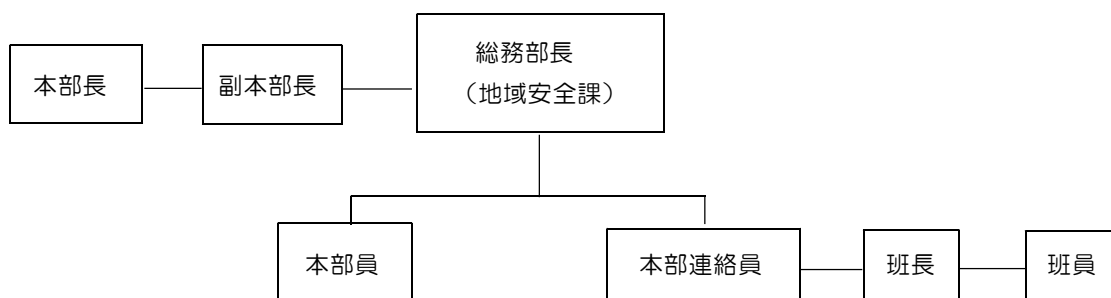 本部長
副本部長
総務部長
（地域安全課）
本部員
本部連絡員
班長
班員